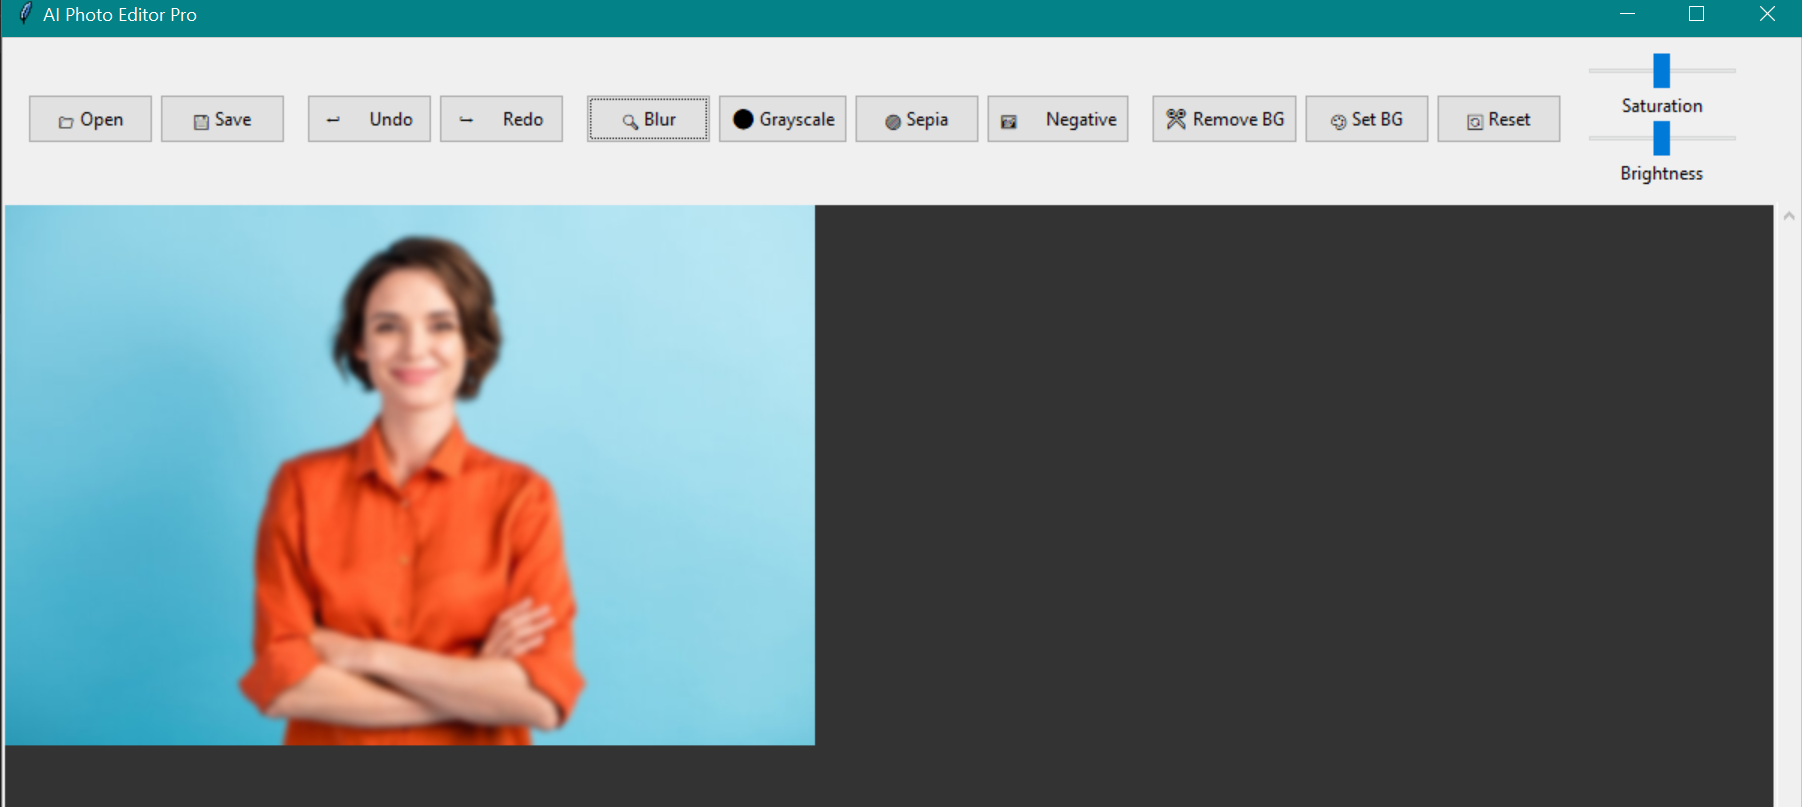 AI Photo Editor Pro
Open Save Undo Redo Blur Grayscale Sepia Negative Remove BG Set BG Reset
Saturation
Brightness